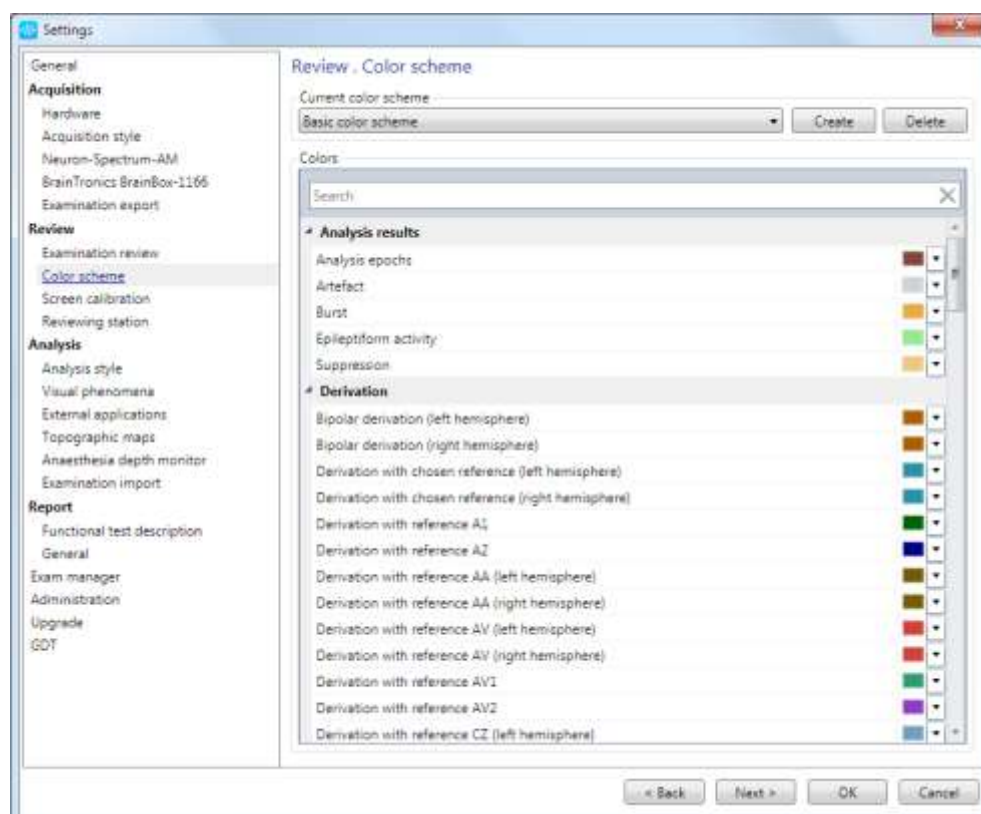 Settings
General
Acquisition
Hardware
Acquisition style
Neuron-Spectrum-AM
BrainTronics BrainBox-1166
Examination export
Review
Examination review
Color scheme
Screen calibration
Reviewing station
Analysis
Analysis style
Visual phenomena
External applications
Topographic maps
Anaesthesia depth monitor
Examination import
Report
Functional test description
General
Exam manager
Administration
Upgrade
GDT
Review . Color scheme
Current color scheme
Basic color scheme
Create
Delete
Colors
Search
Analysis results
Analysis epochs
Artefact
Burst
Epileptiform activity
Suppression
Derivation
Bipolar derivation (left hemisphere)
Bipolar derivation (right hemisphere)
Derivation with chosen reference (left hemisphere)
Derivation with chosen reference (right hemisphere)
Derivation with reference A1
Derivation with reference A2
Derivation with reference AA (left hemisphere)
Derivation with reference AA (right hemisphere)
Derivation with reference AV (left hemisphere)
Derivation with reference AV (right hemisphere)
Derivation with reference AV1
Derivation with reference AV2
Derivation with reference CZ (left hemisphere)
< Back
Next >
OK
Cancel